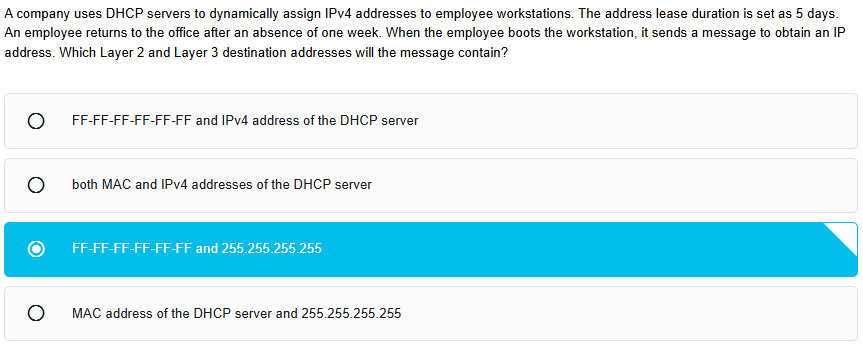 A company uses DHCP servers to dynamically assign IPv4 addresses to employee workstations. The address lease duration is set as 5 days.
An employee returns to the office after an absence of one week. When the employee boots the workstation, it sends a message to obtain an IP
address. Which Layer 2 and Layer 3 destination addresses will the message contain?
FF-FF-FF-FF-FF-FF and IPv4 address of the DHCP server
both MAC and IPv4 addresses of the DHCP server
FF-FF-FF-FF-FF-FF and 255.255.255.255
MAC address of the DHCP server and 255.255.255.255